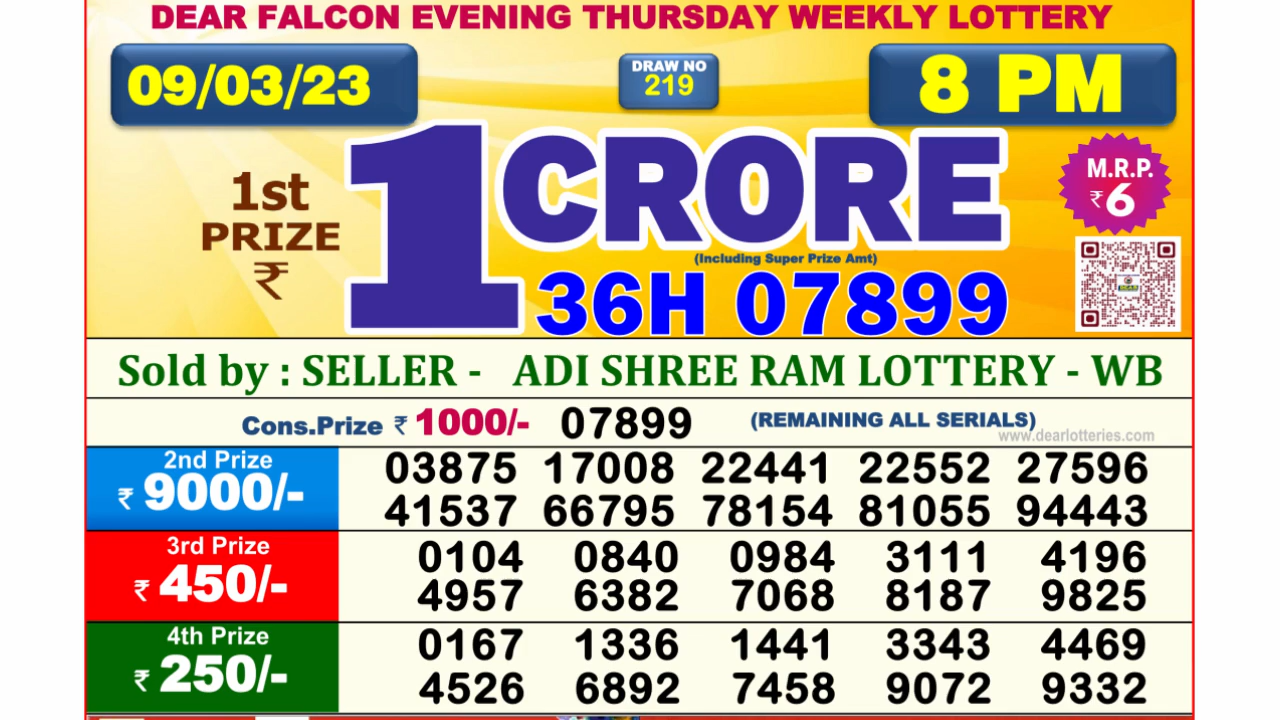 DEAR FALCON EVENING THURSDAY WEEKLY LOTTERY
09/03/23
DRAW NO
219
8 PM
1st
PRIZE
₹
1 CRORE
(Including Super Prize Amt)
36H 07899
M.R.P.
₹6
Sold by : SELLER - ADI SHREE RAM LOTTERY - WB
Cons.Prize ₹ 1000/- 07899 (REMAINING ALL SERIALS)
www.dearlotteries.com
2nd Prize
₹ 9000/-
03875 17008 22441 22552 27596
41537 66795 78154 81055 94443
3rd Prize
₹ 450/-
0104 0840 0984 3111 4196
4957 6382 7068 8187 9825
4th Prize
₹ 250/-
0167 1336 1441 3343 4469
4526 6892 7458 9072 9332